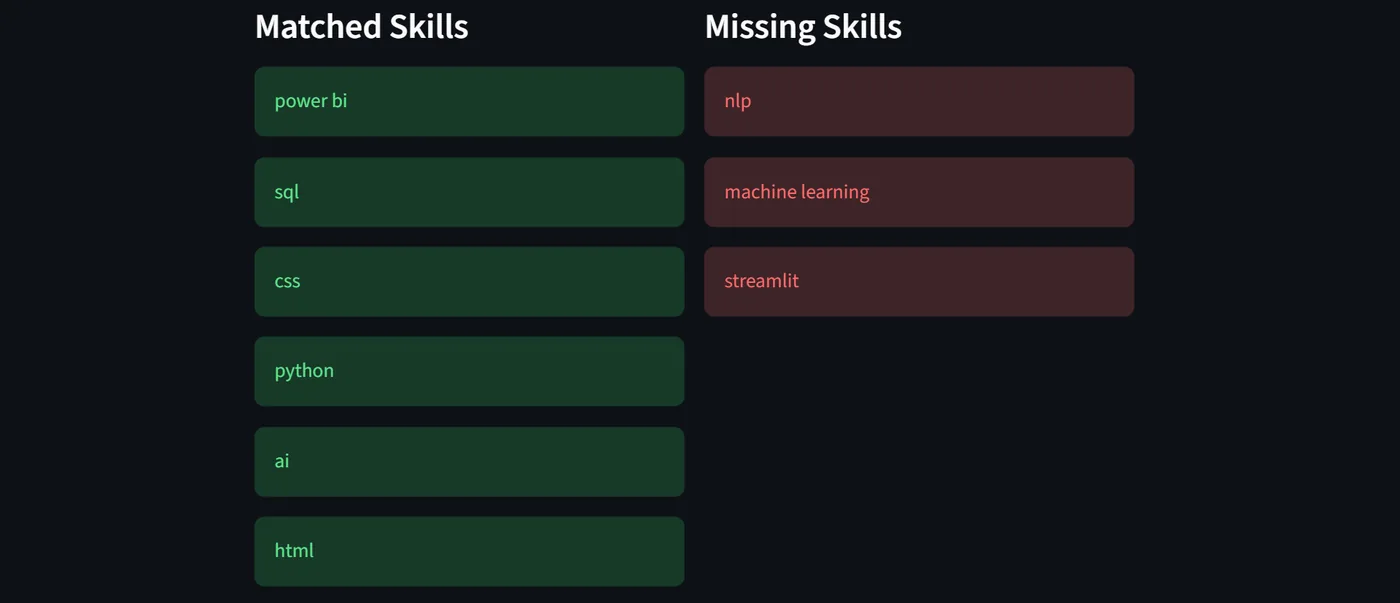 Matched Skills
power bi
sql
css
python
ai
html
Missing Skills
nlp
machine learning
streamlit